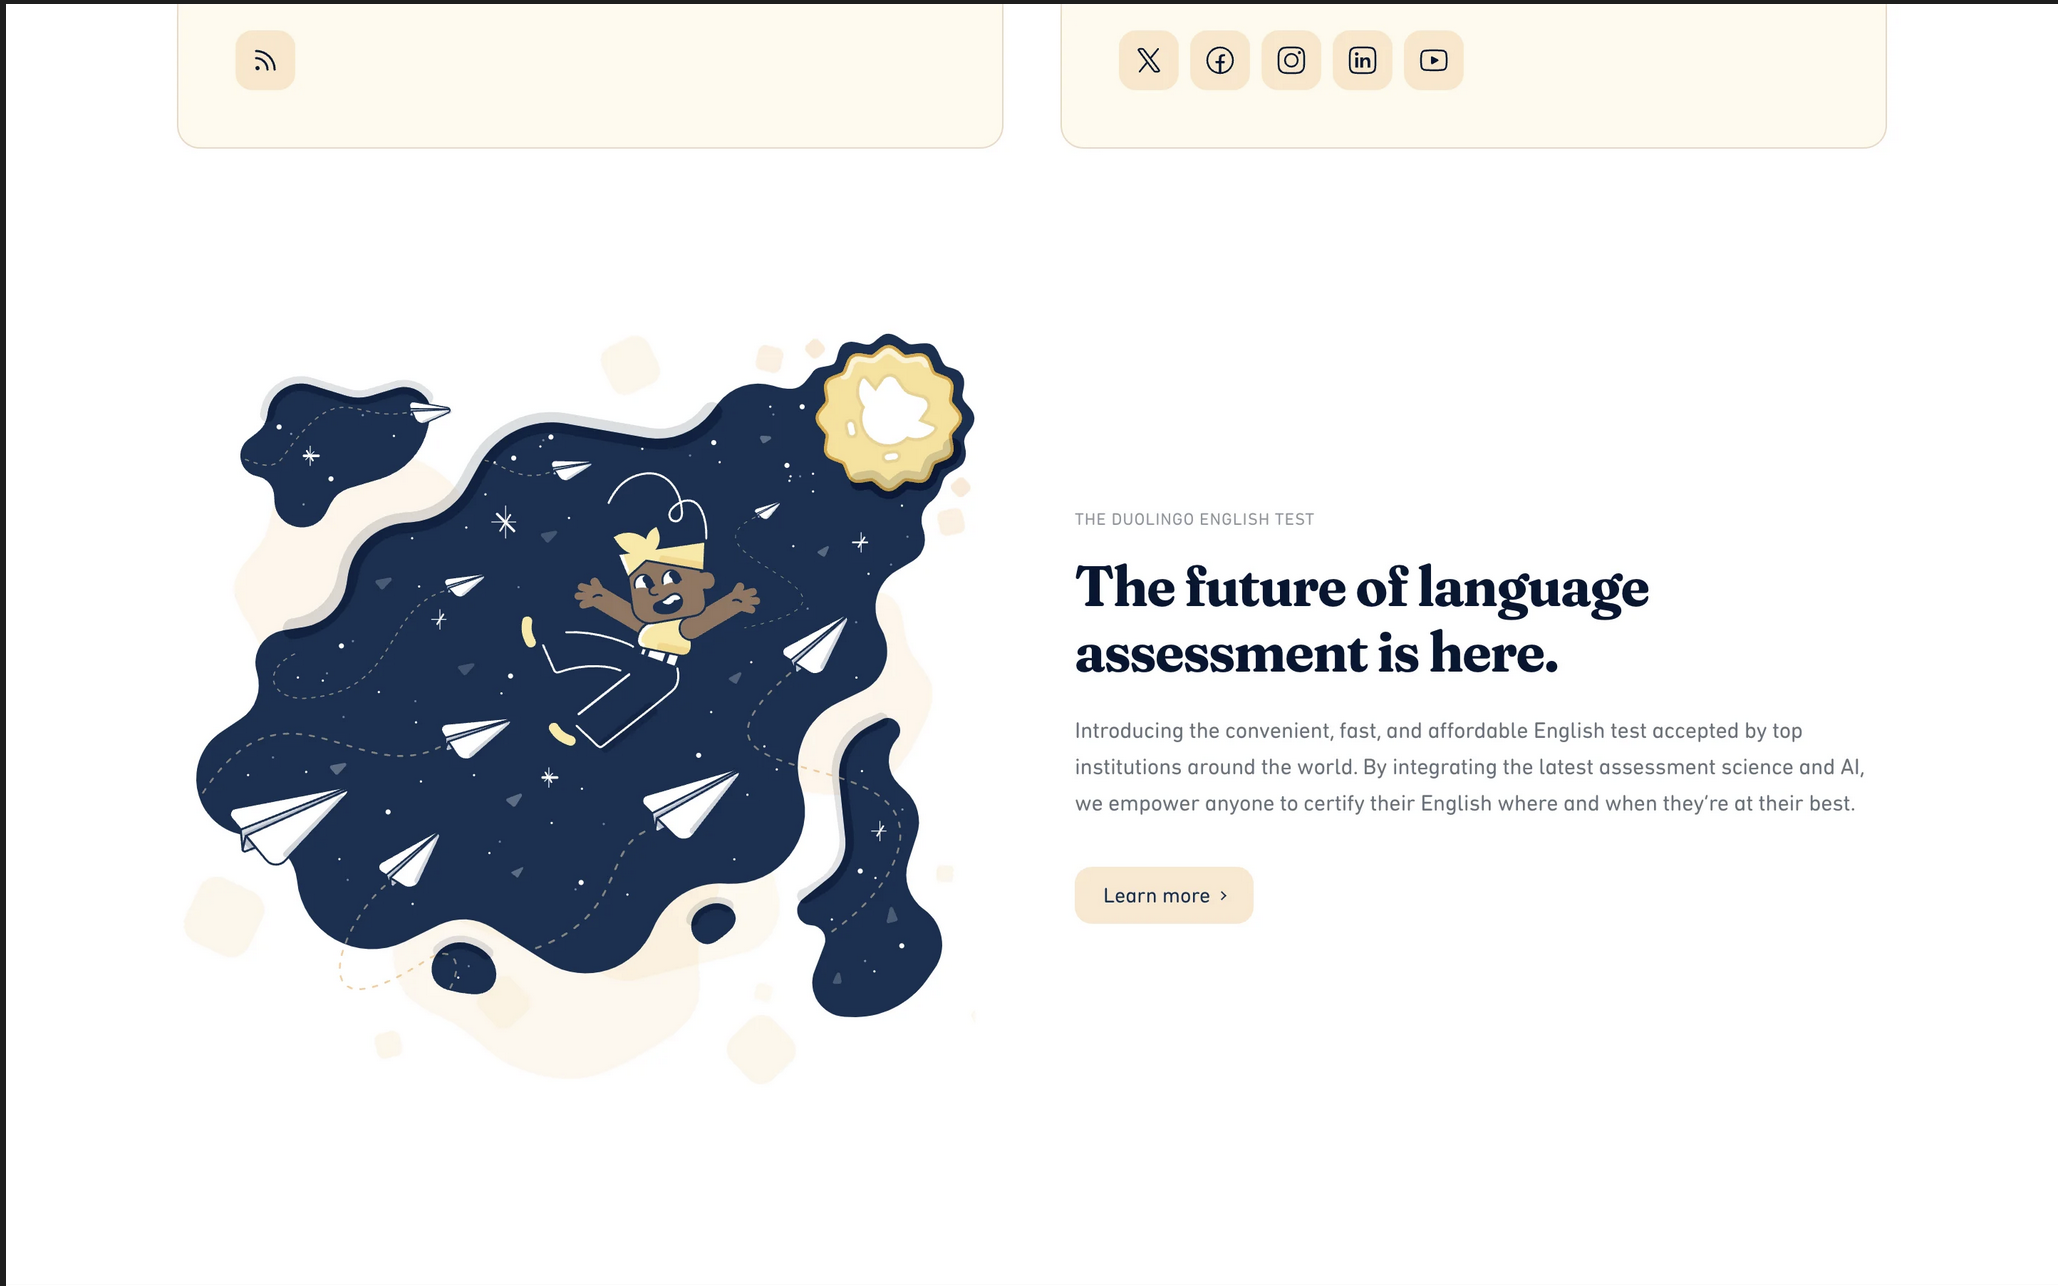 THE DUOLINGO ENGLISH TEST
The future of language
assessment is here.
Introducing the convenient, fast, and affordable English test accepted by top
institutions around the world. By integrating the latest assessment science and AI,
we empower anyone to certify their English where and when they’re at their best.
Learn more